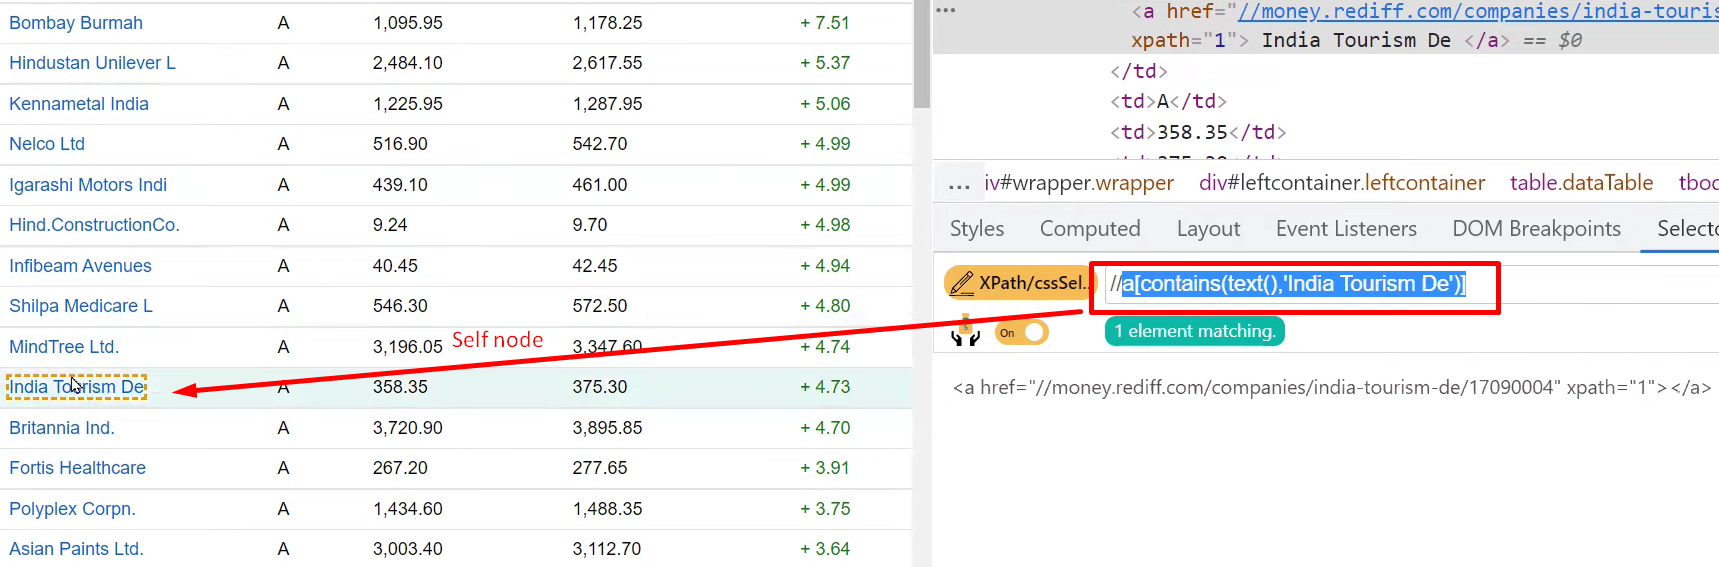 Bombay Burmah A 1,095.95 1,178.25 + 7.51
Hindustan Unilever L A 2,484.10 2,617.55 + 5.37
Kennametal India A 1,225.95 1,287.95 + 5.06
Nelco Ltd A 516.90 542.70 + 4.99
Igarashi Motors Indi A 439.10 461.00 + 4.99
Hind.ConstructionCo. A 9.24 9.70 + 4.98
Infibeam Avenues A 40.45 42.45 + 4.94
Shilpa Medicare L A 546.30 572.50 + 4.80
Self node
MindTree Ltd. A 3,196.05 3,347.60 + 4.74
India Tourism De A 358.35 375.30 + 4.73
Britannia Ind. A 3,720.90 3,895.85 + 4.70
Fortis Healthcare A 267.20 277.65 + 3.91
Polyplex Corpn. A 1,434.60 1,488.35 + 3.75
Asian Paints Ltd. A 3,003.40 3,112.70 + 3.64
... <a href="//money.rediff.com/companies/india-touris
xpath="1"> India Tourism De </a> == $0
</td>
<td>A</td>
<td>358.35</td>
... iv#wrapper.wrapper div#leftcontainer.leftcontainer table.dataTable tboc
Styles Computed Layout Event Listeners DOM Breakpoints Selecto
XPath/cssSel... //a[contains(text(),'India Tourism De')]
On 1 element matching.
<a href="//money.rediff.com/companies/india-tourism-de/17090004" xpath="1"></a>